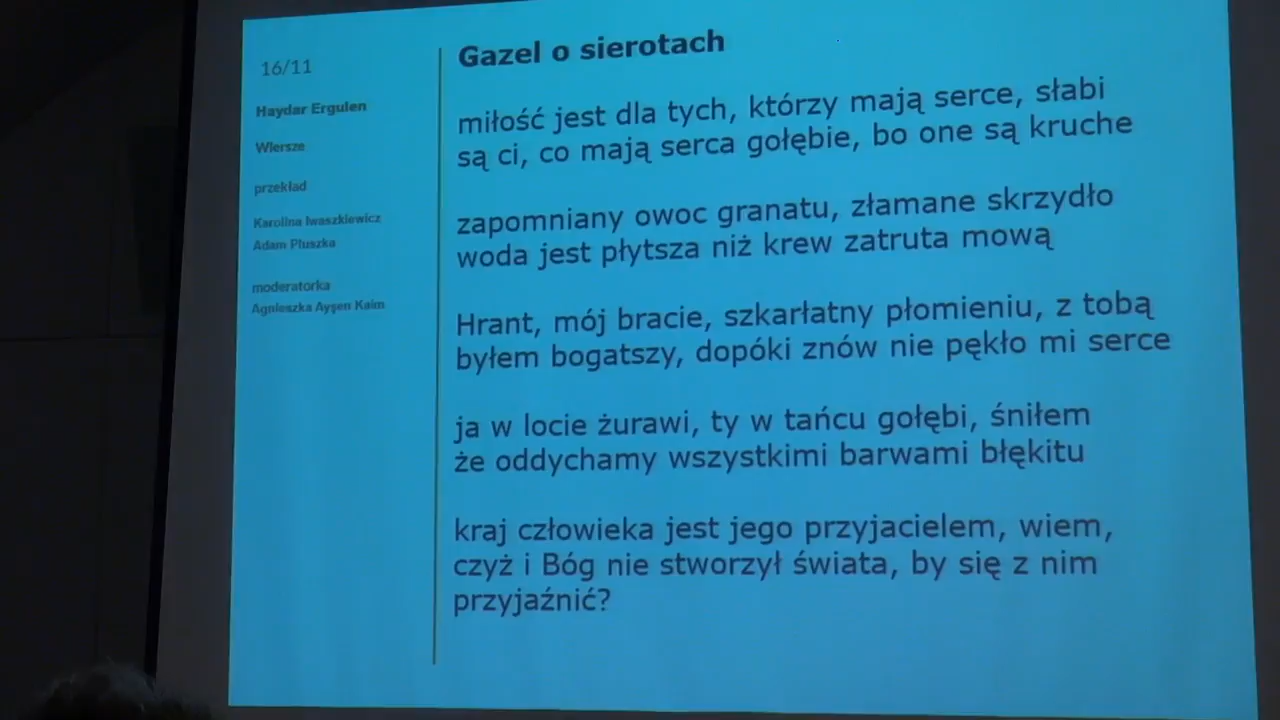 16/11
Haydar Ergulen
Wiersze
przekład
Karolina Iwaszkiewicz
Adam Pluszka
moderatorka
Agnieszka Ayşen Kaim
Gazel o sierotach
miłość jest dla tych, którzy mają serce, słabi
są ci, co mają serca gołębie, bo one są kruche
zapomniany owoc granatu, złamane skrzydło
woda jest płytsza niż krew zatruta mową
Hrant, mój bracie, szkarłatny płomieniu, z tobą
byłem bogatszy, dopóki znów nie pękło mi serce
ja w locie żurawi, ty w tańcu gołębi, śniłem
że oddychamy wszystkimi barwami błękitu
kraj człowieka jest jego przyjacielem, wiem,
czyż i Bóg nie stworzył świata, by się z nim
przyjaźnić?